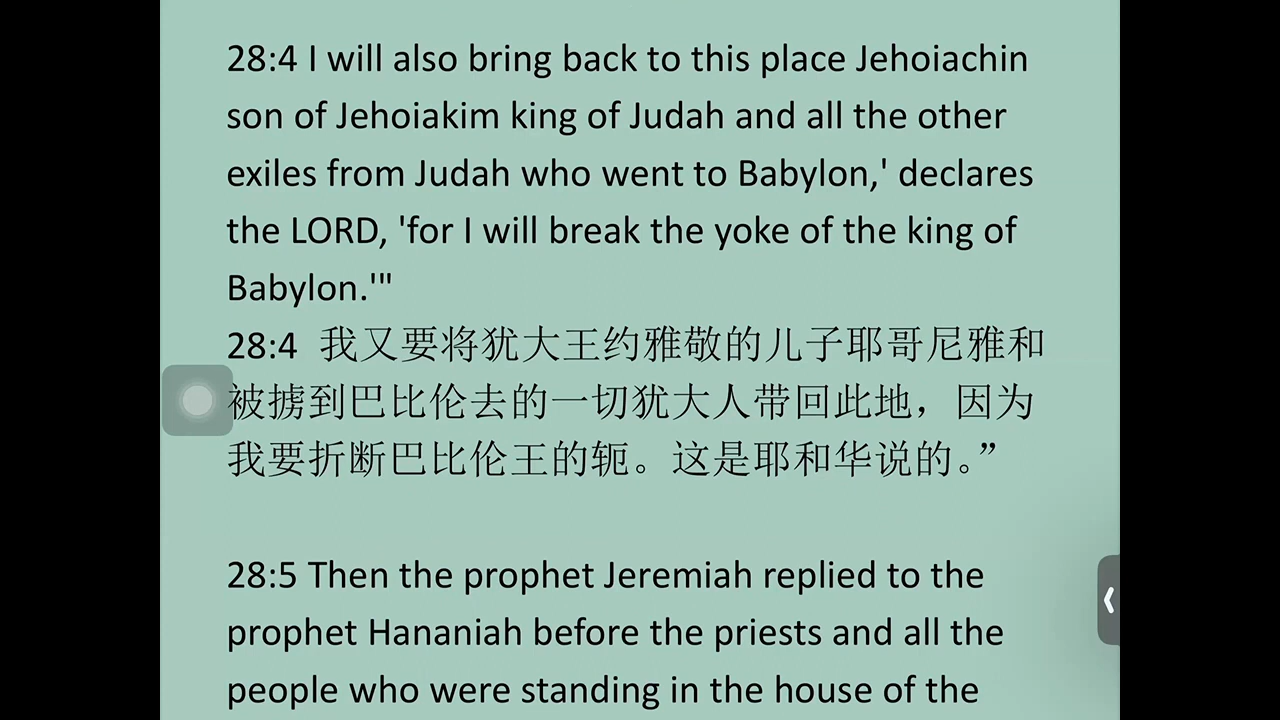 28:4 I will also bring back to this place Jehoiachin
son of Jehoiakim king of Judah and all the other
exiles from Judah who went to Babylon,' declares
the LORD, 'for I will break the yoke of the king of
Babylon.'"
28:4 我又要将犹大王约雅敬的儿子耶哥尼雅和
被掳到巴比伦去的一切犹大人带回此地，因为
我要折断巴比伦王的轭。这是耶和华说的。”
28:5 Then the prophet Jeremiah replied to the
prophet Hananiah before the priests and all the
people who were standing in the house of the